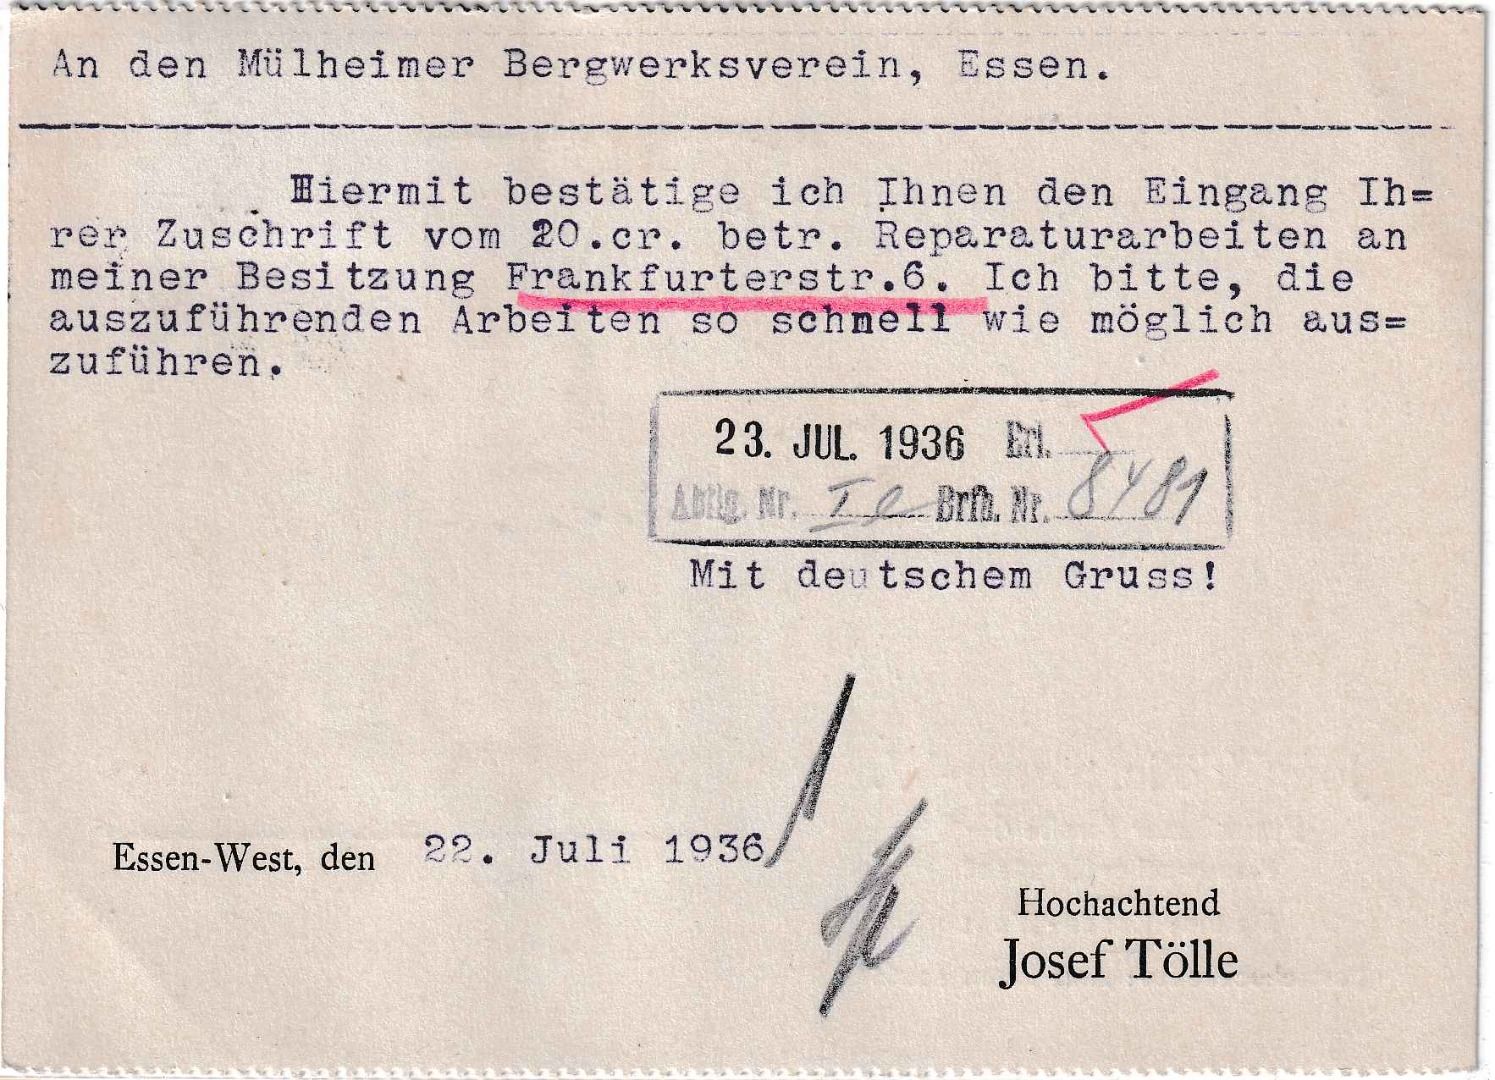 An den Mülheimer Bergwerksverein, Essen.
Hiermit bestätige ich Ihnen den Eingang Ih=
rer Zuschrift vom 20.cr. betr. Reparaturarbeiten an
meiner Besitzung Frankfurterstr.6. Ich bitte, die
auszuführenden Arbeiten so schnell wie möglich aus=
zuführen.
23. JUL. 1936 Erl.
Abtlg. Nr. Ie Brfb. Nr. 8481
Mit deutschem Gruss!
Essen-West, den 22. Juli 1936
Hochachtend
Josef Tölle